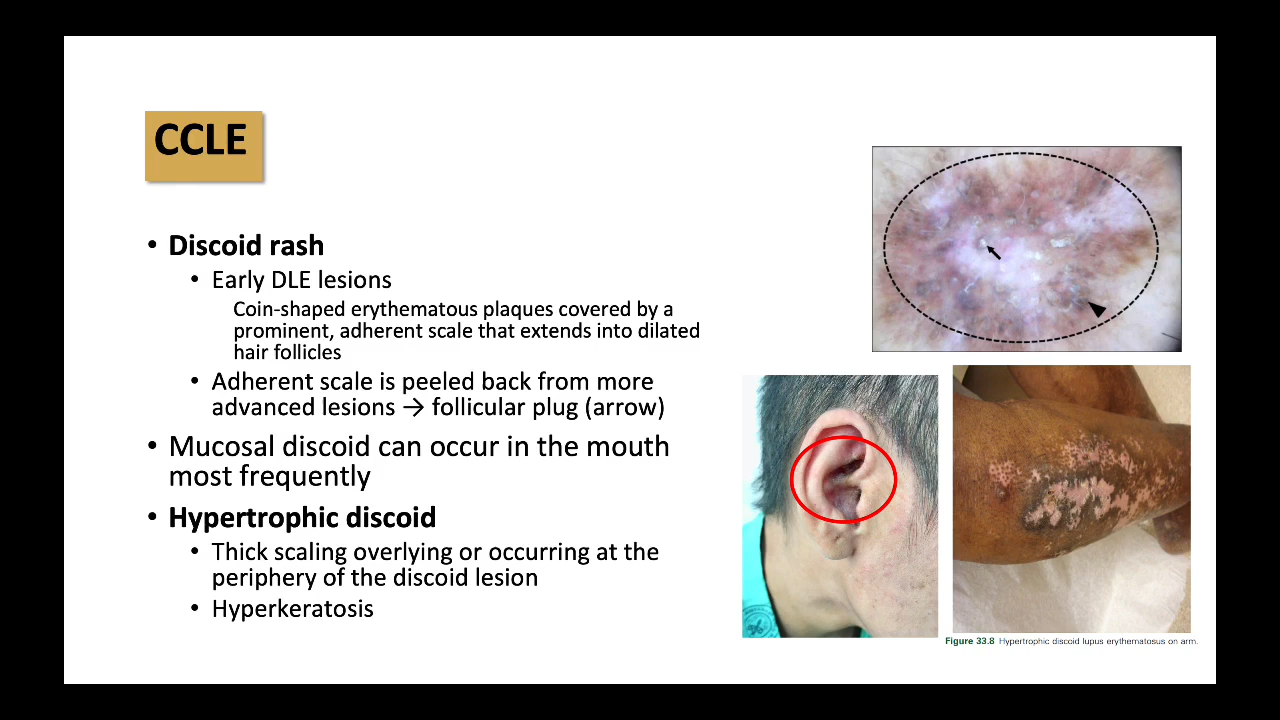 CCLE
• Discoid rash
• Early DLE lesions
Coin-shaped erythematous plaques covered by a
prominent, adherent scale that extends into dilated
hair follicles
• Adherent scale is peeled back from more
advanced lesions → follicular plug (arrow)
• Mucosal discoid can occur in the mouth
most frequently
• Hypertrophic discoid
• Thick scaling overlying or occurring at the
periphery of the discoid lesion
• Hyperkeratosis
Figure 33.8 Hypertrophic discoid lupus erythematosus on arm.